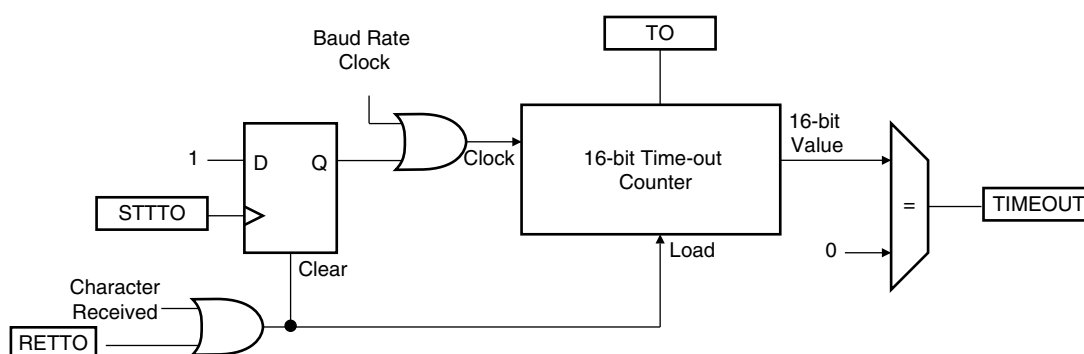 TO
Baud Rate
Clock
16-bit
Value
1
D
Q
Clock
16-bit Time-out
Counter
STTTO
=
TIMEOUT
Clear
Load
0
Character
Received
RETTO